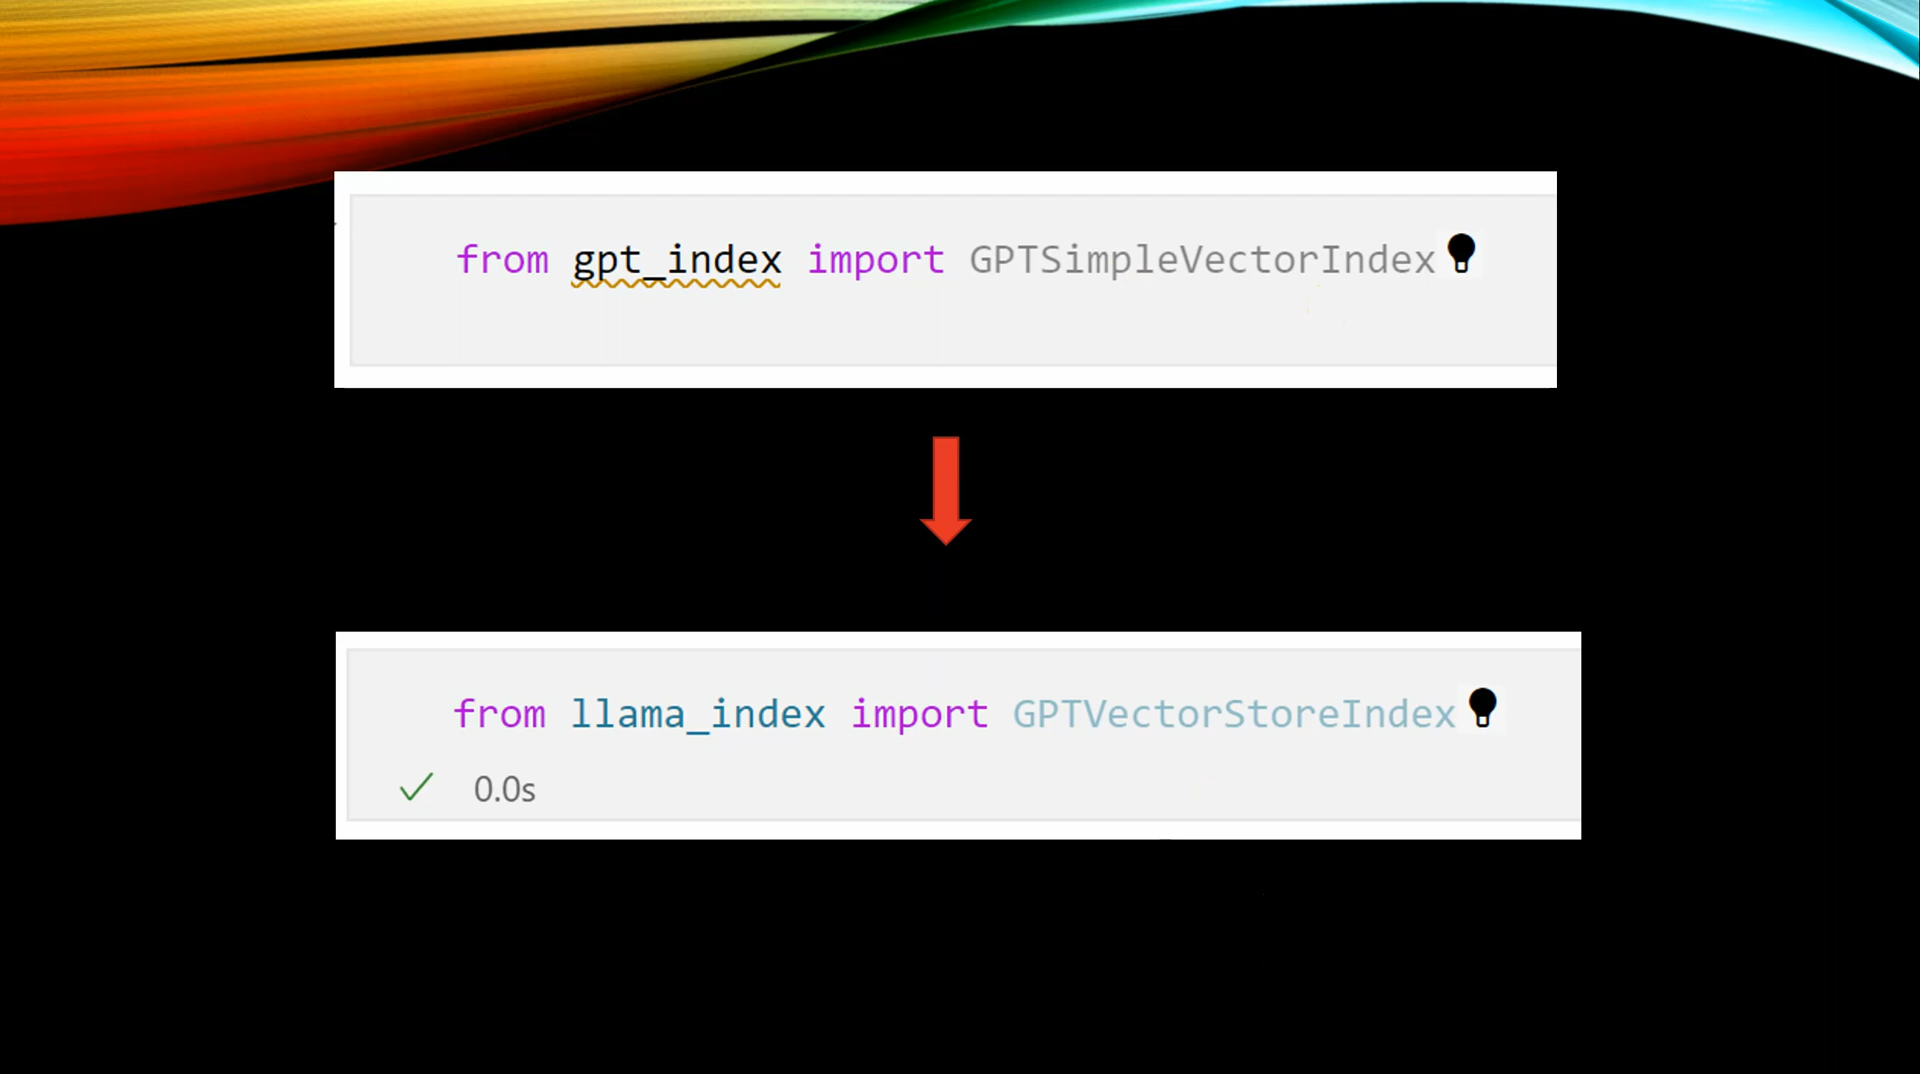 from gpt_index import GPTSimpleVectorIndex
from llama_index import GPTVectorStoreIndex
0.0s